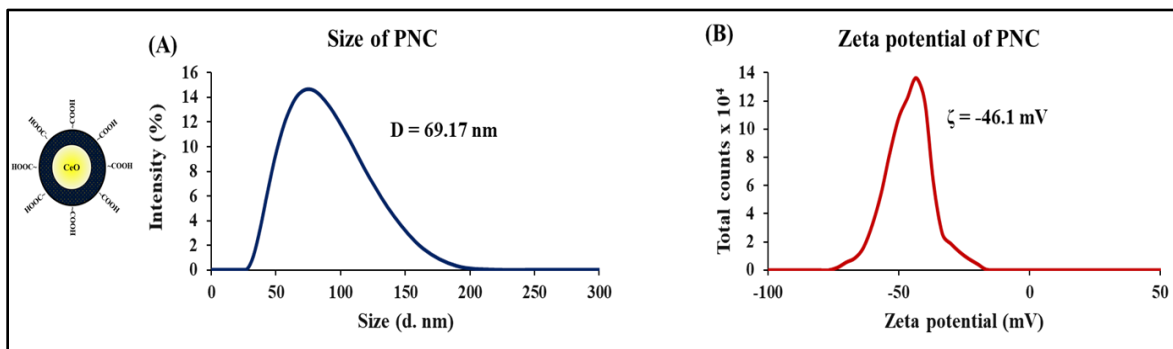 (A)
Size of PNC
Intensity (%)
16
14
12
10
8
6
4
2
0
D = 69.17 nm
0 50 100 150 200 250 300
Size (d. nm)
HOOC
COOH
COOH
HOOC
CeO
COOH
HOOC
COOH
COOH
(B)
Zeta potential of PNC
Total counts x 10⁴
14
12
10
8
6
4
2
0
ζ = -46.1 mV
-100 -50 0 50
Zeta potential (mV)